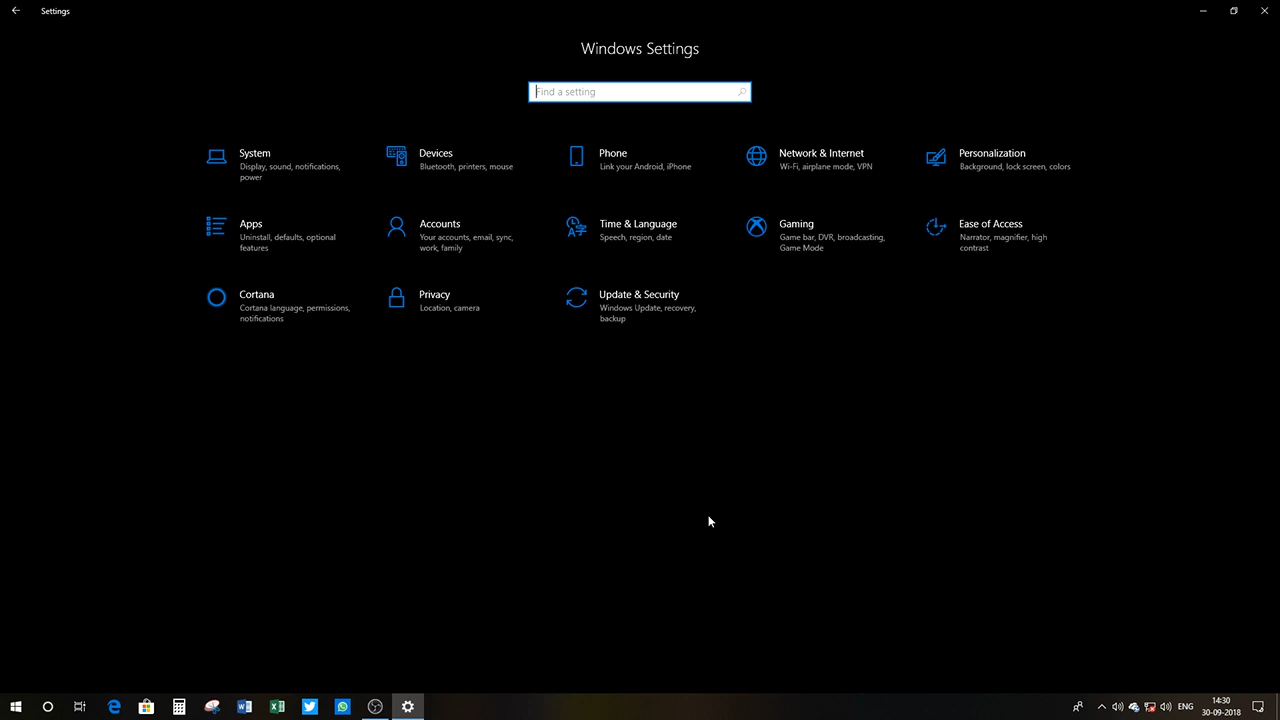 Settings
Windows Settings
Find a setting
System
Display, sound, notifications,
power
Devices
Bluetooth, printers, mouse
Phone
Link your Android, iPhone
Network & Internet
Wi-Fi, airplane mode, VPN
Personalization
Background, lock screen, colors
Apps
Uninstall, defaults, optional
features
Accounts
Your accounts, email, sync,
work, family
Time & Language
Speech, region, date
Gaming
Game bar, DVR, broadcasting,
Game Mode
Ease of Access
Narrator, magnifier, high
contrast
Cortana
Cortana language, permissions,
notifications
Privacy
Location, camera
Update & Security
Windows Update, recovery,
backup
ENG
14:30
30-09-2018